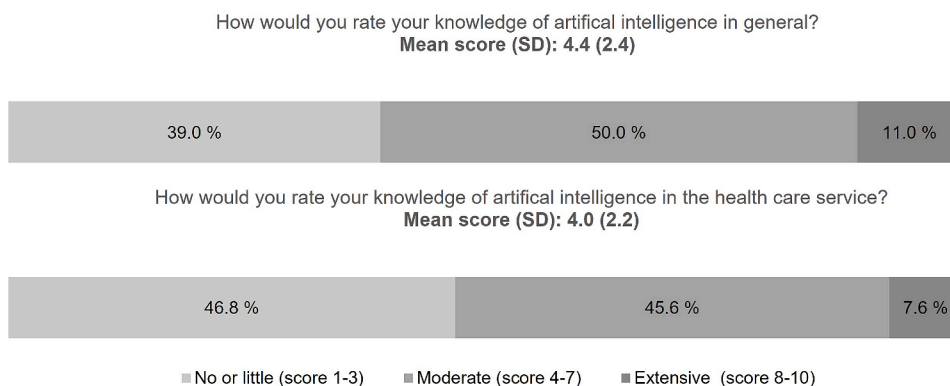 How would you rate your knowledge of artifical intelligence in general?
Mean score (SD): 4.4 (2.4)
39.0 % 50.0 % 11.0 %
How would you rate your knowledge of artifical intelligence in the health care service?
Mean score (SD): 4.0 (2.2)
46.8 % 45.6 % 7.6 %
No or little (score 1-3) Moderate (score 4-7) Extensive (score 8-10)